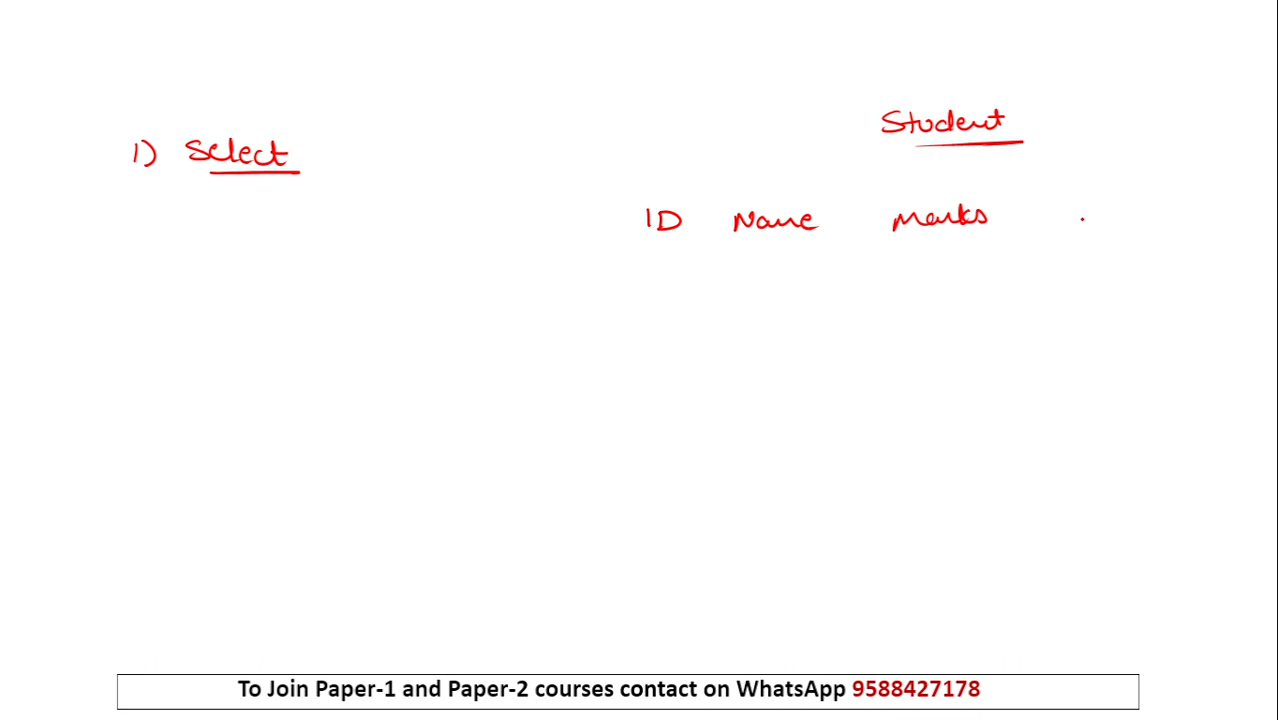 Student
1) Select
ID Name Marks
To Join Paper-1 and Paper-2 courses contact on WhatsApp 9588427178